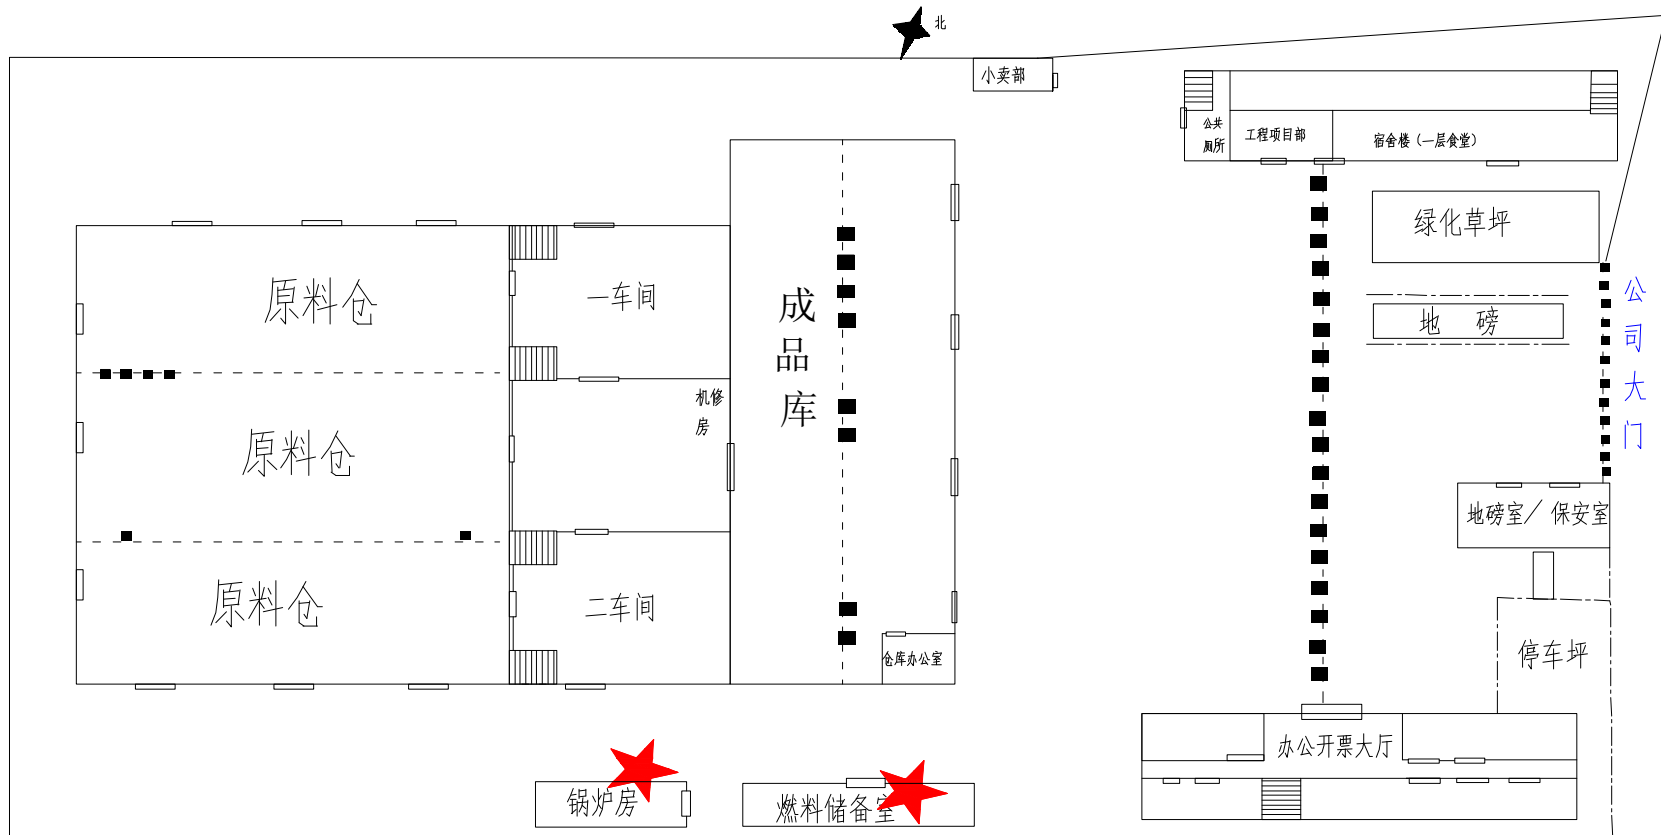 北
小卖部
公共
厕所
工程项目部
宿舍楼（一层食堂）
绿化草坪
原料仓
一车间
成品库
公司大门
地 磅
机修
房
原料仓
地磅室／保安室
原料仓
二车间
仓库办公室
停车坪
办公开票大厅
锅炉房
燃料储备室